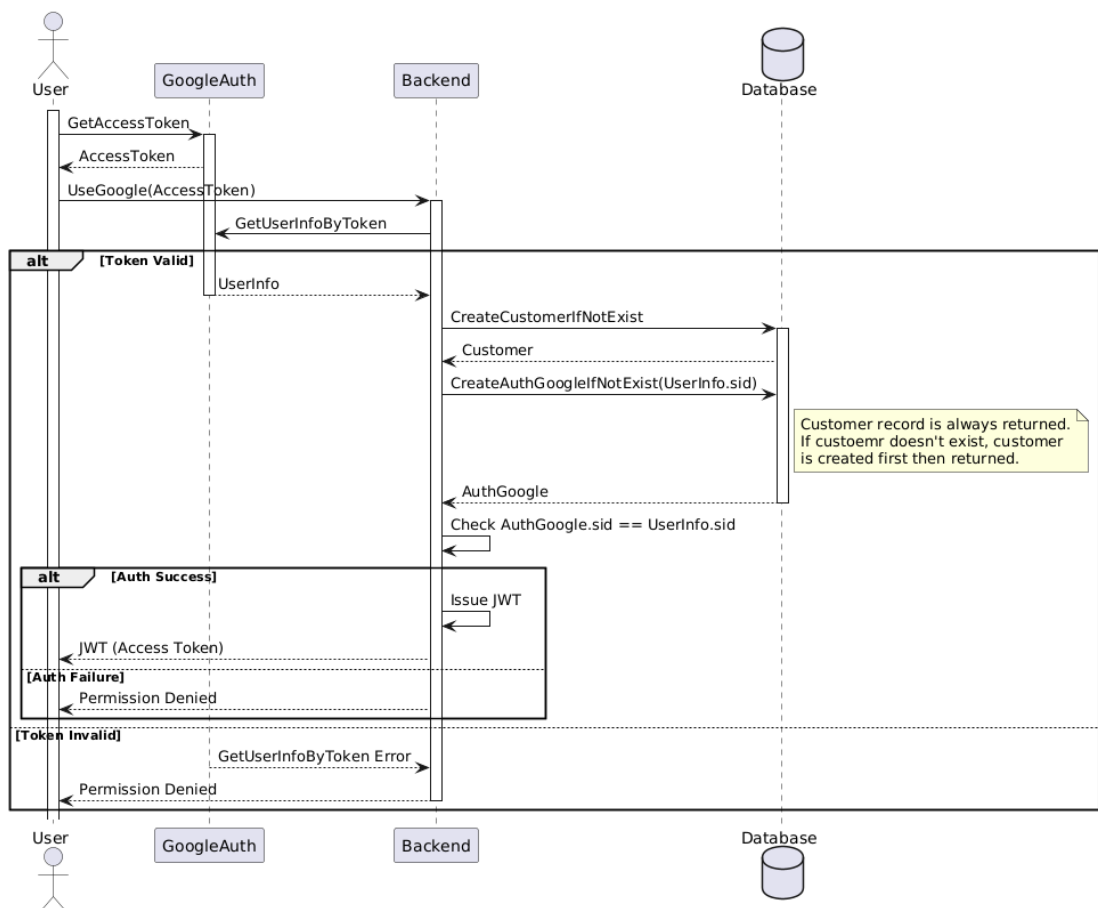 User
GoogleAuth
Backend
Database
GetAccessToken
AccessToken
UseGoogle(AccessToken)
GetUserInfoByToken
alt [Token Valid]
UserInfo
CreateCustomerIfNotExist
Customer
CreateAuthGoogleIfNotExist(UserInfo.sid)
Customer record is always returned.
If custoemr doesn't exist, customer
is created first then returned.
AuthGoogle
Check AuthGoogle.sid == UserInfo.sid
alt [Auth Success]
Issue JWT
JWT (Access Token)
[Auth Failure]
Permission Denied
[Token Invalid]
GetUserInfoByToken Error
Permission Denied
User
GoogleAuth
Backend
Database